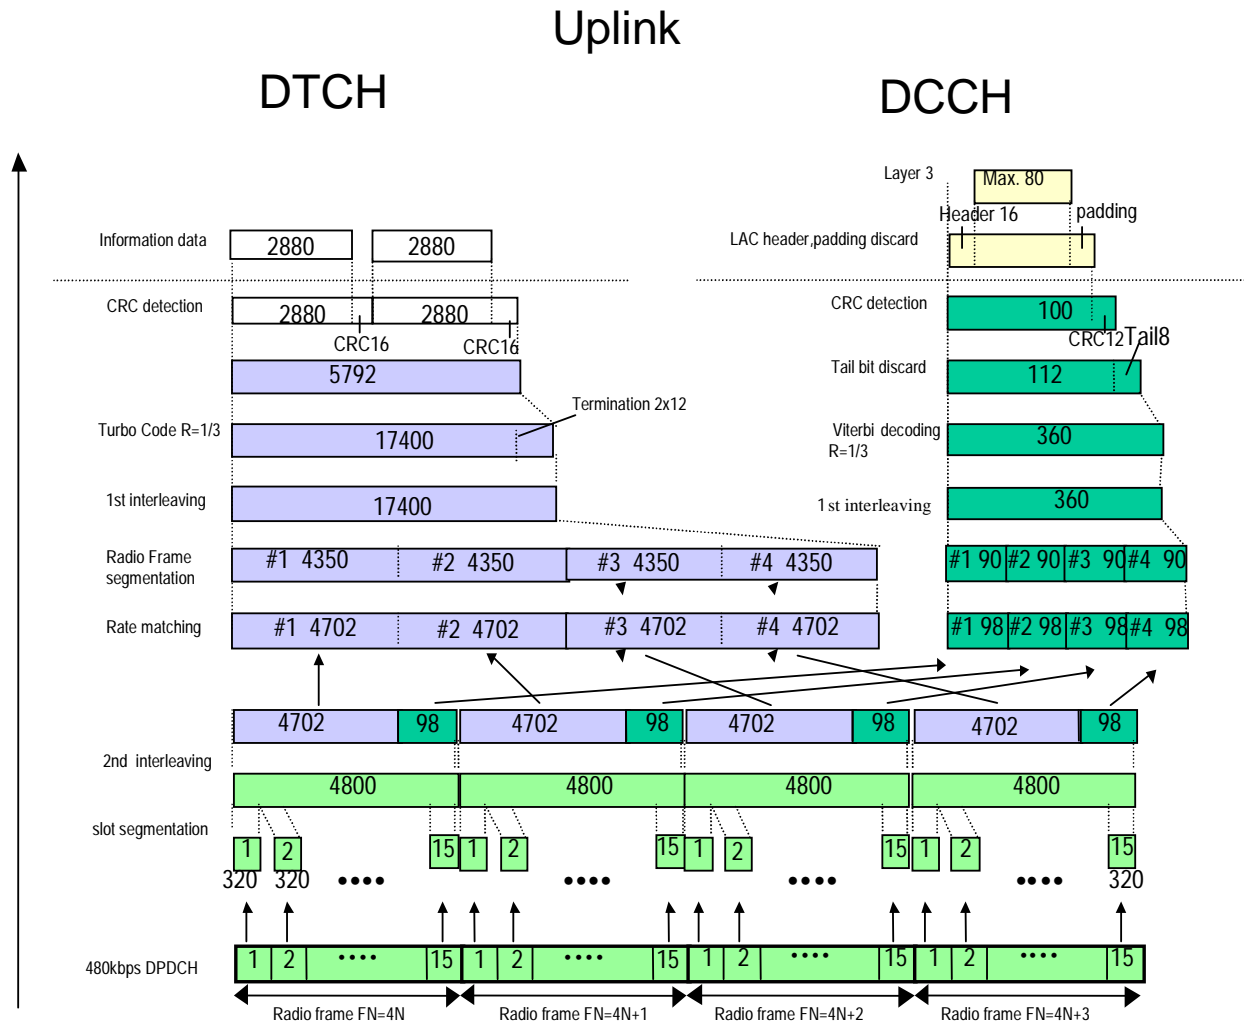 Uplink
DTCH DCCH
Layer 3 Max. 80
Header 16 padding
Information data 2880 2880 LAC header,padding discard
CRC detection 2880 2880 CRC detection 100
CRC16 CRC16 CRC12 Tail8
5792 Tail bit discard 112
Termination 2x12
Turbo Code R=1/3 17400 Viterbi decoding R=1/3 360
1st interleaving 17400 1st interleaving 360
Radio Frame segmentation #1 4350 #2 4350 #3 4350 #4 4350 #1 90 #2 90 #3 90 #4 90
Rate matching #1 4702 #2 4702 #3 4702 #4 4702 #1 98 #2 98 #3 98 #4 98
4702 98 4702 98 4702 98 4702 98
2nd interleaving
4800 4800 4800 4800
slot segmentation
1 2 15 1 2 15 1 2 15 1 2 15
320 320 •••• •••• •••• •••• 320
480kbps DPDCH 1 2 •••• 15 1 2 •••• 15 1 2 •••• 15 1 2 •••• 15
Radio frame FN=4N Radio frame FN=4N+1 Radio frame FN=4N+2 Radio frame FN=4N+3